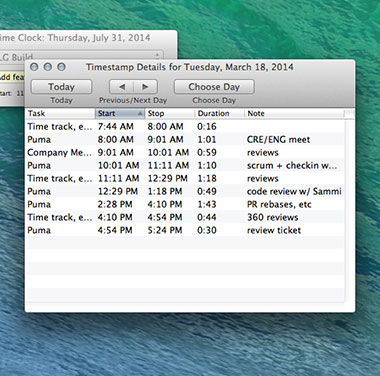 ime Clock: Thursday, July 31, 2014
LG Build
Add fea
tart: 11
Timestamp Details for Tuesday, March 18, 2014
Today ◀ ▶ Choose Day
Today Previous/Next Day Choose Day
Task Start Stop Duration Note
Time track, e... 7:44 AM 8:00 AM 0:16
Puma 8:00 AM 9:01 AM 1:01 CRE/ENG meet
Company Me... 9:01 AM 10:01 AM 0:59 reviews
Puma 10:01 AM 11:11 AM 1:10 scrum + checkin w...
Time track, e... 11:11 AM 12:29 PM 1:18 reviews
Puma 12:29 PM 1:18 PM 0:49 code review w/ Sammi
Puma 2:28 PM 4:10 PM 1:43 PR rebases, etc
Time track, e... 4:10 PM 4:54 PM 0:44 360 reviews
Puma 4:54 PM 5:24 PM 0:30 review ticket